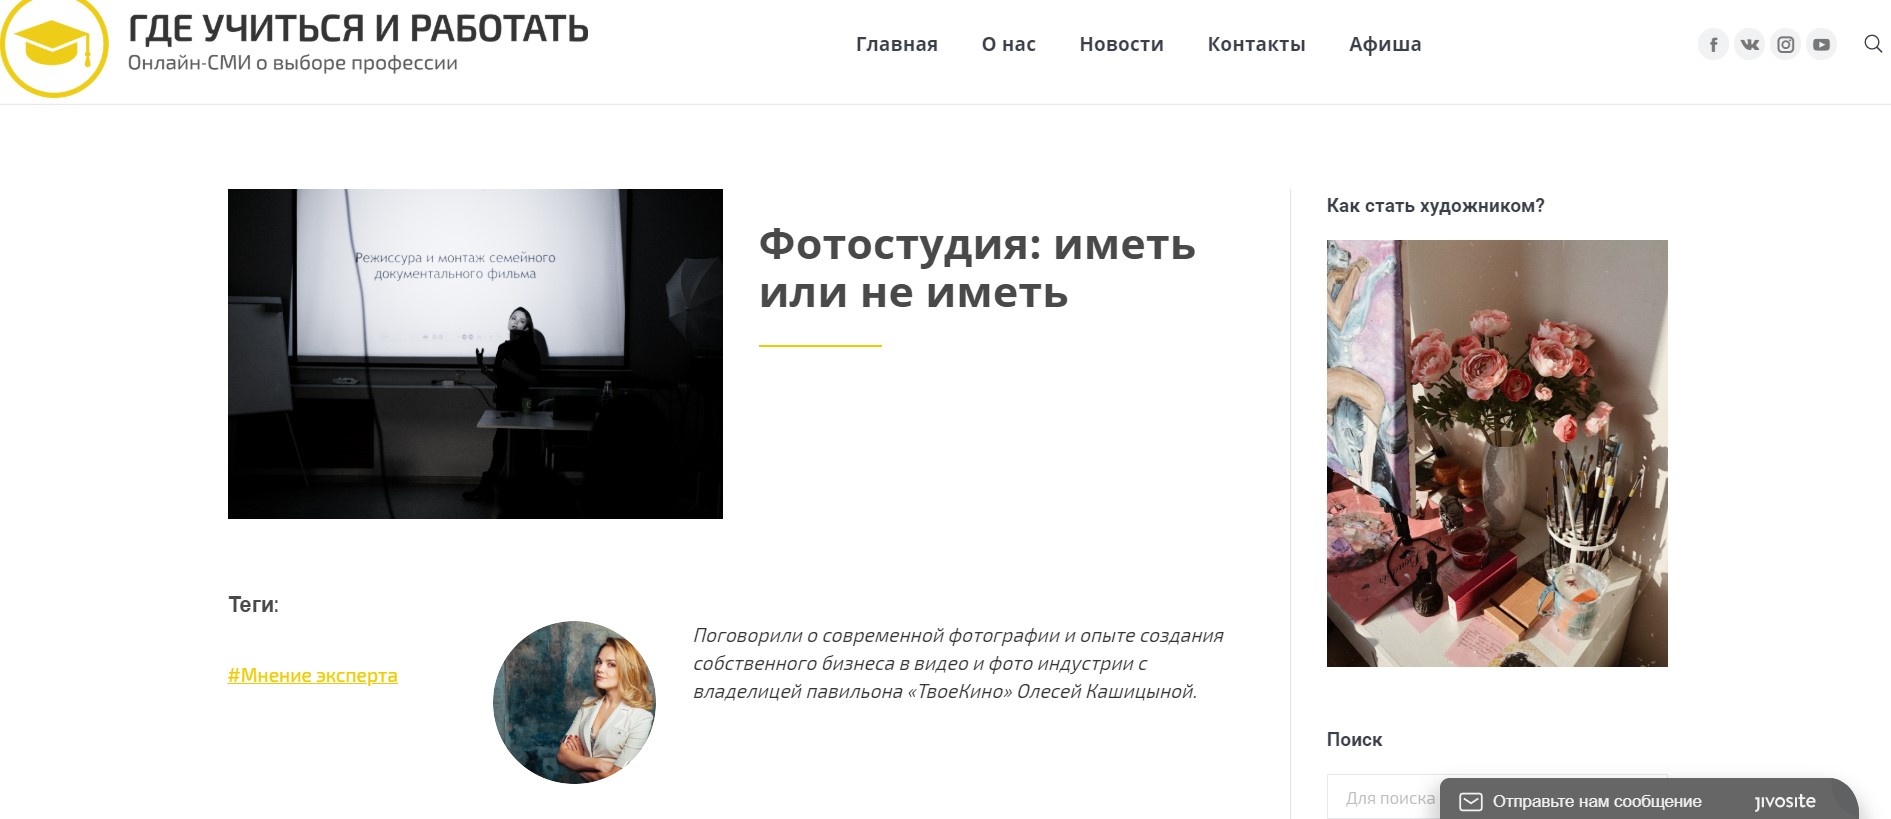 ГДЕ УЧИТЬСЯ И РАБОТАТЬ
Онлайн-СМИ о выборе профессии
Главная
О нас
Новости
Контакты
Афиша
Режиссура и монтаж семейного
документального фильма
Фотостудия: иметь
или не иметь
Теги:
#Мнение эксперта
Поговорили о современной фотографии и опыте создания
собственного бизнеса в видео и фото индустрии с
владелицей павильона «ТвоеКино» Олесей Кашицыной.
Как стать художником?
Поиск
Для поиска
Отправьте нам сообщение
jivosite